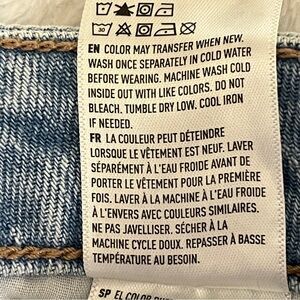 30
EN COLOR MAY TRANSFER WHEN NEW.
WASH ONCE SEPARATELY IN COLD WATER
BEFORE WEARING. MACHINE WASH COLD
INSIDE OUT WITH LIKE COLORS. DO NOT
BLEACH. TUMBLE DRY LOW. COOL IRON
IF NEEDED.
FR LA COULEUR PEUT DÉTEINDRE
LORSQUE LE VÊTEMENT EST NEUF. LAVER
SÉPARÉMENT À L'EAU FROIDE AVANT DE
PORTER LE VÊTEMENT POUR LA PREMIÈRE
FOIS. LAVER À LA MACHINE À L'EAU FROIDE
À L'ENVERS AVEC COULEURS SIMILAIRES.
NE PAS JAVELLISER. SÉCHER À LA
MACHINE CYCLE DOUX. REPASSER À BASSE
TEMPÉRATURE AU BESOIN.
SP EL COLOR